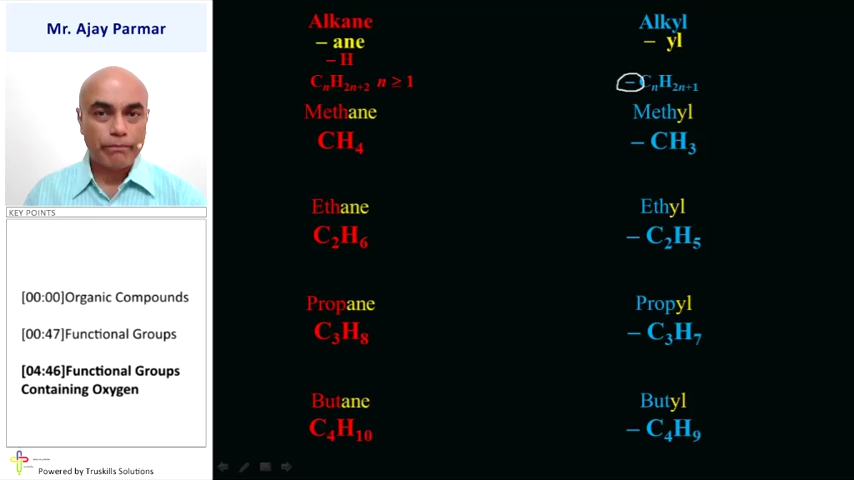 Mr. Ajay Parmar
KEY POINTS
[00:00]Organic Compounds
[00:47]Functional Groups
[04:46]Functional Groups
Containing Oxygen
Powered by Truskills Solutions
Alkane
– ane
– H
CₙH₂ₙ₊₂ n ≥ 1
Methane
CH₄
Ethane
C₂H₆
Propane
C₃H₈
Butane
C₄H₁₀
Alkyl
– yl
– CₙH₂ₙ₊₁
Methyl
– CH₃
Ethyl
– C₂H₅
Propyl
– C₃H₇
Butyl
– C₄H₉